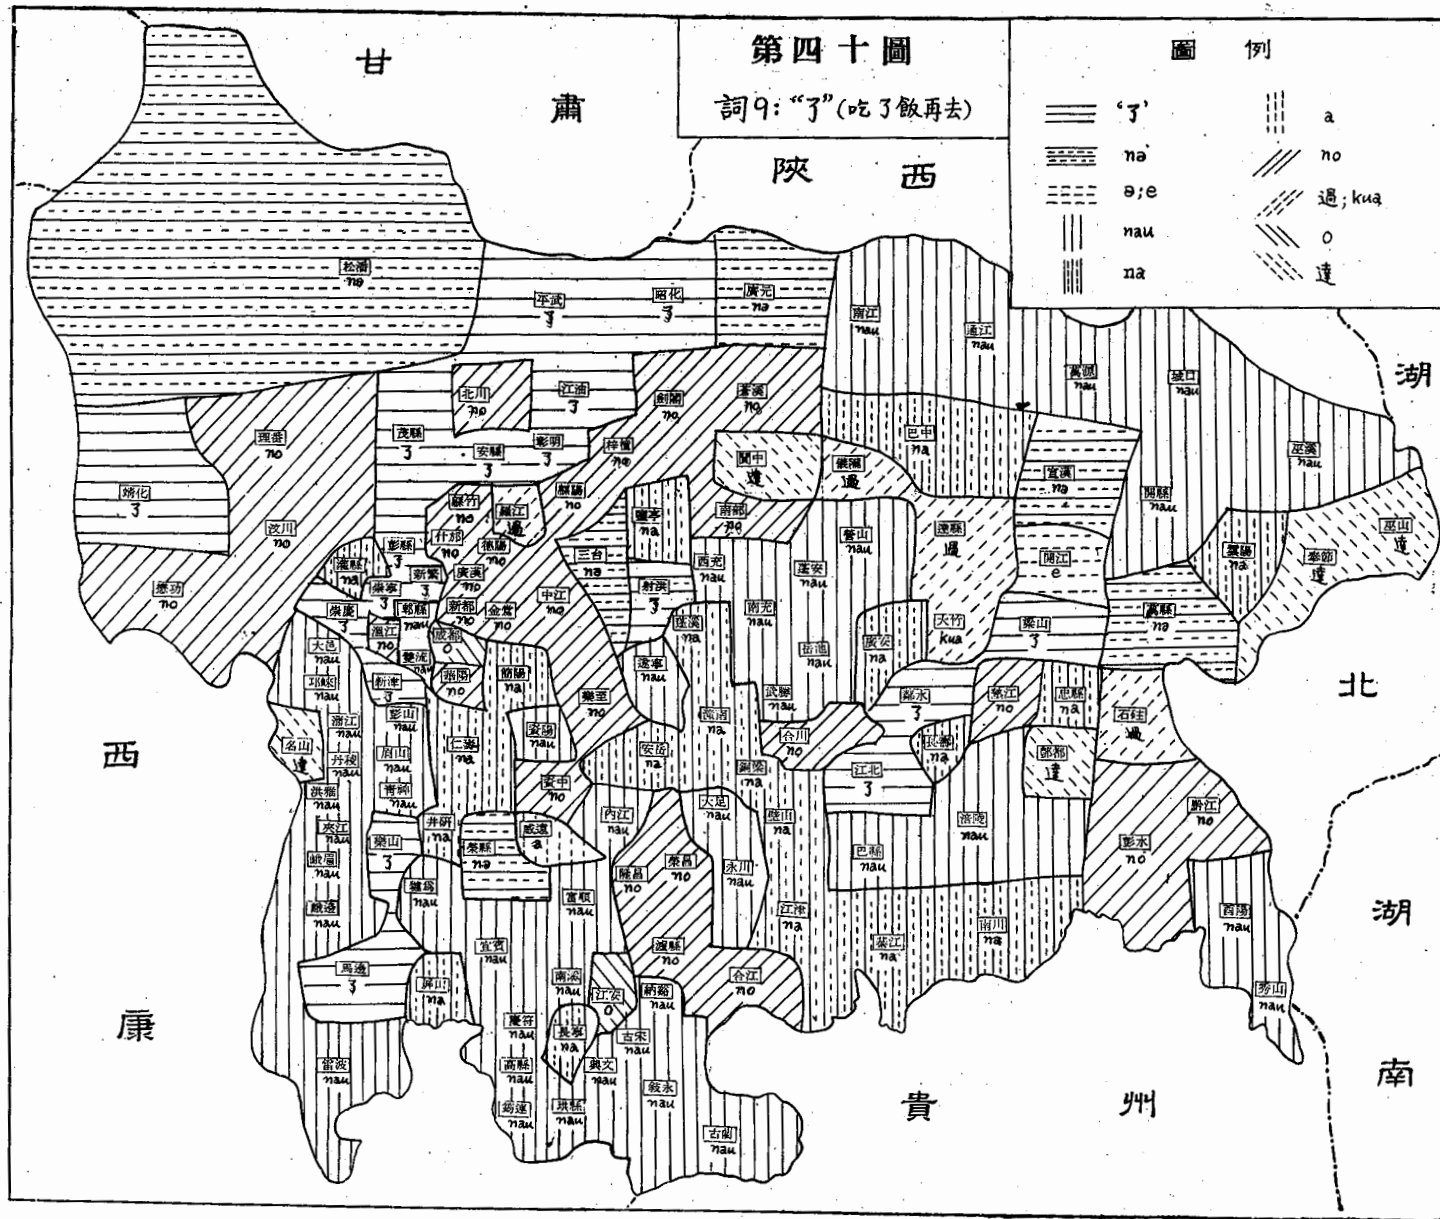 第四十圖
詞9:“了”(吃了飯再去)
圖 例
‘了’
nə
ə;e
nau
na
a
no
過;kua
o
達
甘
肅
陝 西
湖
北
湖
南
貴 州
西
康
松潘
nə
平武
了
昭化
了
廣元
nə
南江
nau
通江
nau
萬源
nau
城口
nau
巫溪
nau
北川
no
江油
了
劍閣
no
蒼溪
no
理番
no
茂縣
了
安縣
了
彰明
了
梓潼
no
閬中
達
儀隴
過
巴中
na
宣漢
nə
開縣
nau
靖化
了
汶川
no
懋功
no
綿竹
no
羅江
過
綿陽
no
什邡
no
德陽
no
鹽亭
na
南部
no
營山
nau
達縣
過
開江
e
雲陽
na
奉節
達
巫山
達
灌縣
na
彭縣
了
崇寧
了
新繁
了
廣漢
no
三台
nə
西充
nau
蓬安
nau
射洪
了
中江
no
崇慶
了
郫縣
nau
新都
no
金堂
no
溫江
no
成都
o
蓬溪
na
南充
nau
岳池
nau
廣安
na
大竹
kua
梁山
了
萬縣
nə
大邑
nau
雙流
nau
華陽
no
簡陽
na
遂寧
nau
邛崍
nau
新津
了
樂至
no
潼南
na
武勝
nau
鄰水
了
墊江
no
忠縣
na
石砫
過
蒲江
nau
彭山
nau
名山
達
丹稜
nau
眉山
nau
仁壽
na
資陽
nau
安岳
na
合川
no
長壽
na
酆都
達
洪雅
nau
青神
nau
資中
no
銅梁
na
江北
了
夾江
nau
樂山
了
井研
na
榮縣
nə
威遠
a
內江
nau
大足
nau
璧山
na
涪陵
nau
黔江
no
彭水
no
峨眉
nau
犍為
nau
隆昌
no
榮昌
no
永川
nau
巴縣
nau
峨邊
nau
富順
nau
江津
na
酉陽
nau
宜賓
nau
瀘縣
no
綦江
na
南川
na
馬邊
了
屏山
na
南溪
nau
江安
o
納谿
nau
合江
no
秀山
nau
慶符
nau
長寧
na
古宋
nau
雷波
nau
高縣
nau
興文
nau
敍永
nau
筠連
nau
珙縣
nau
古藺
nau